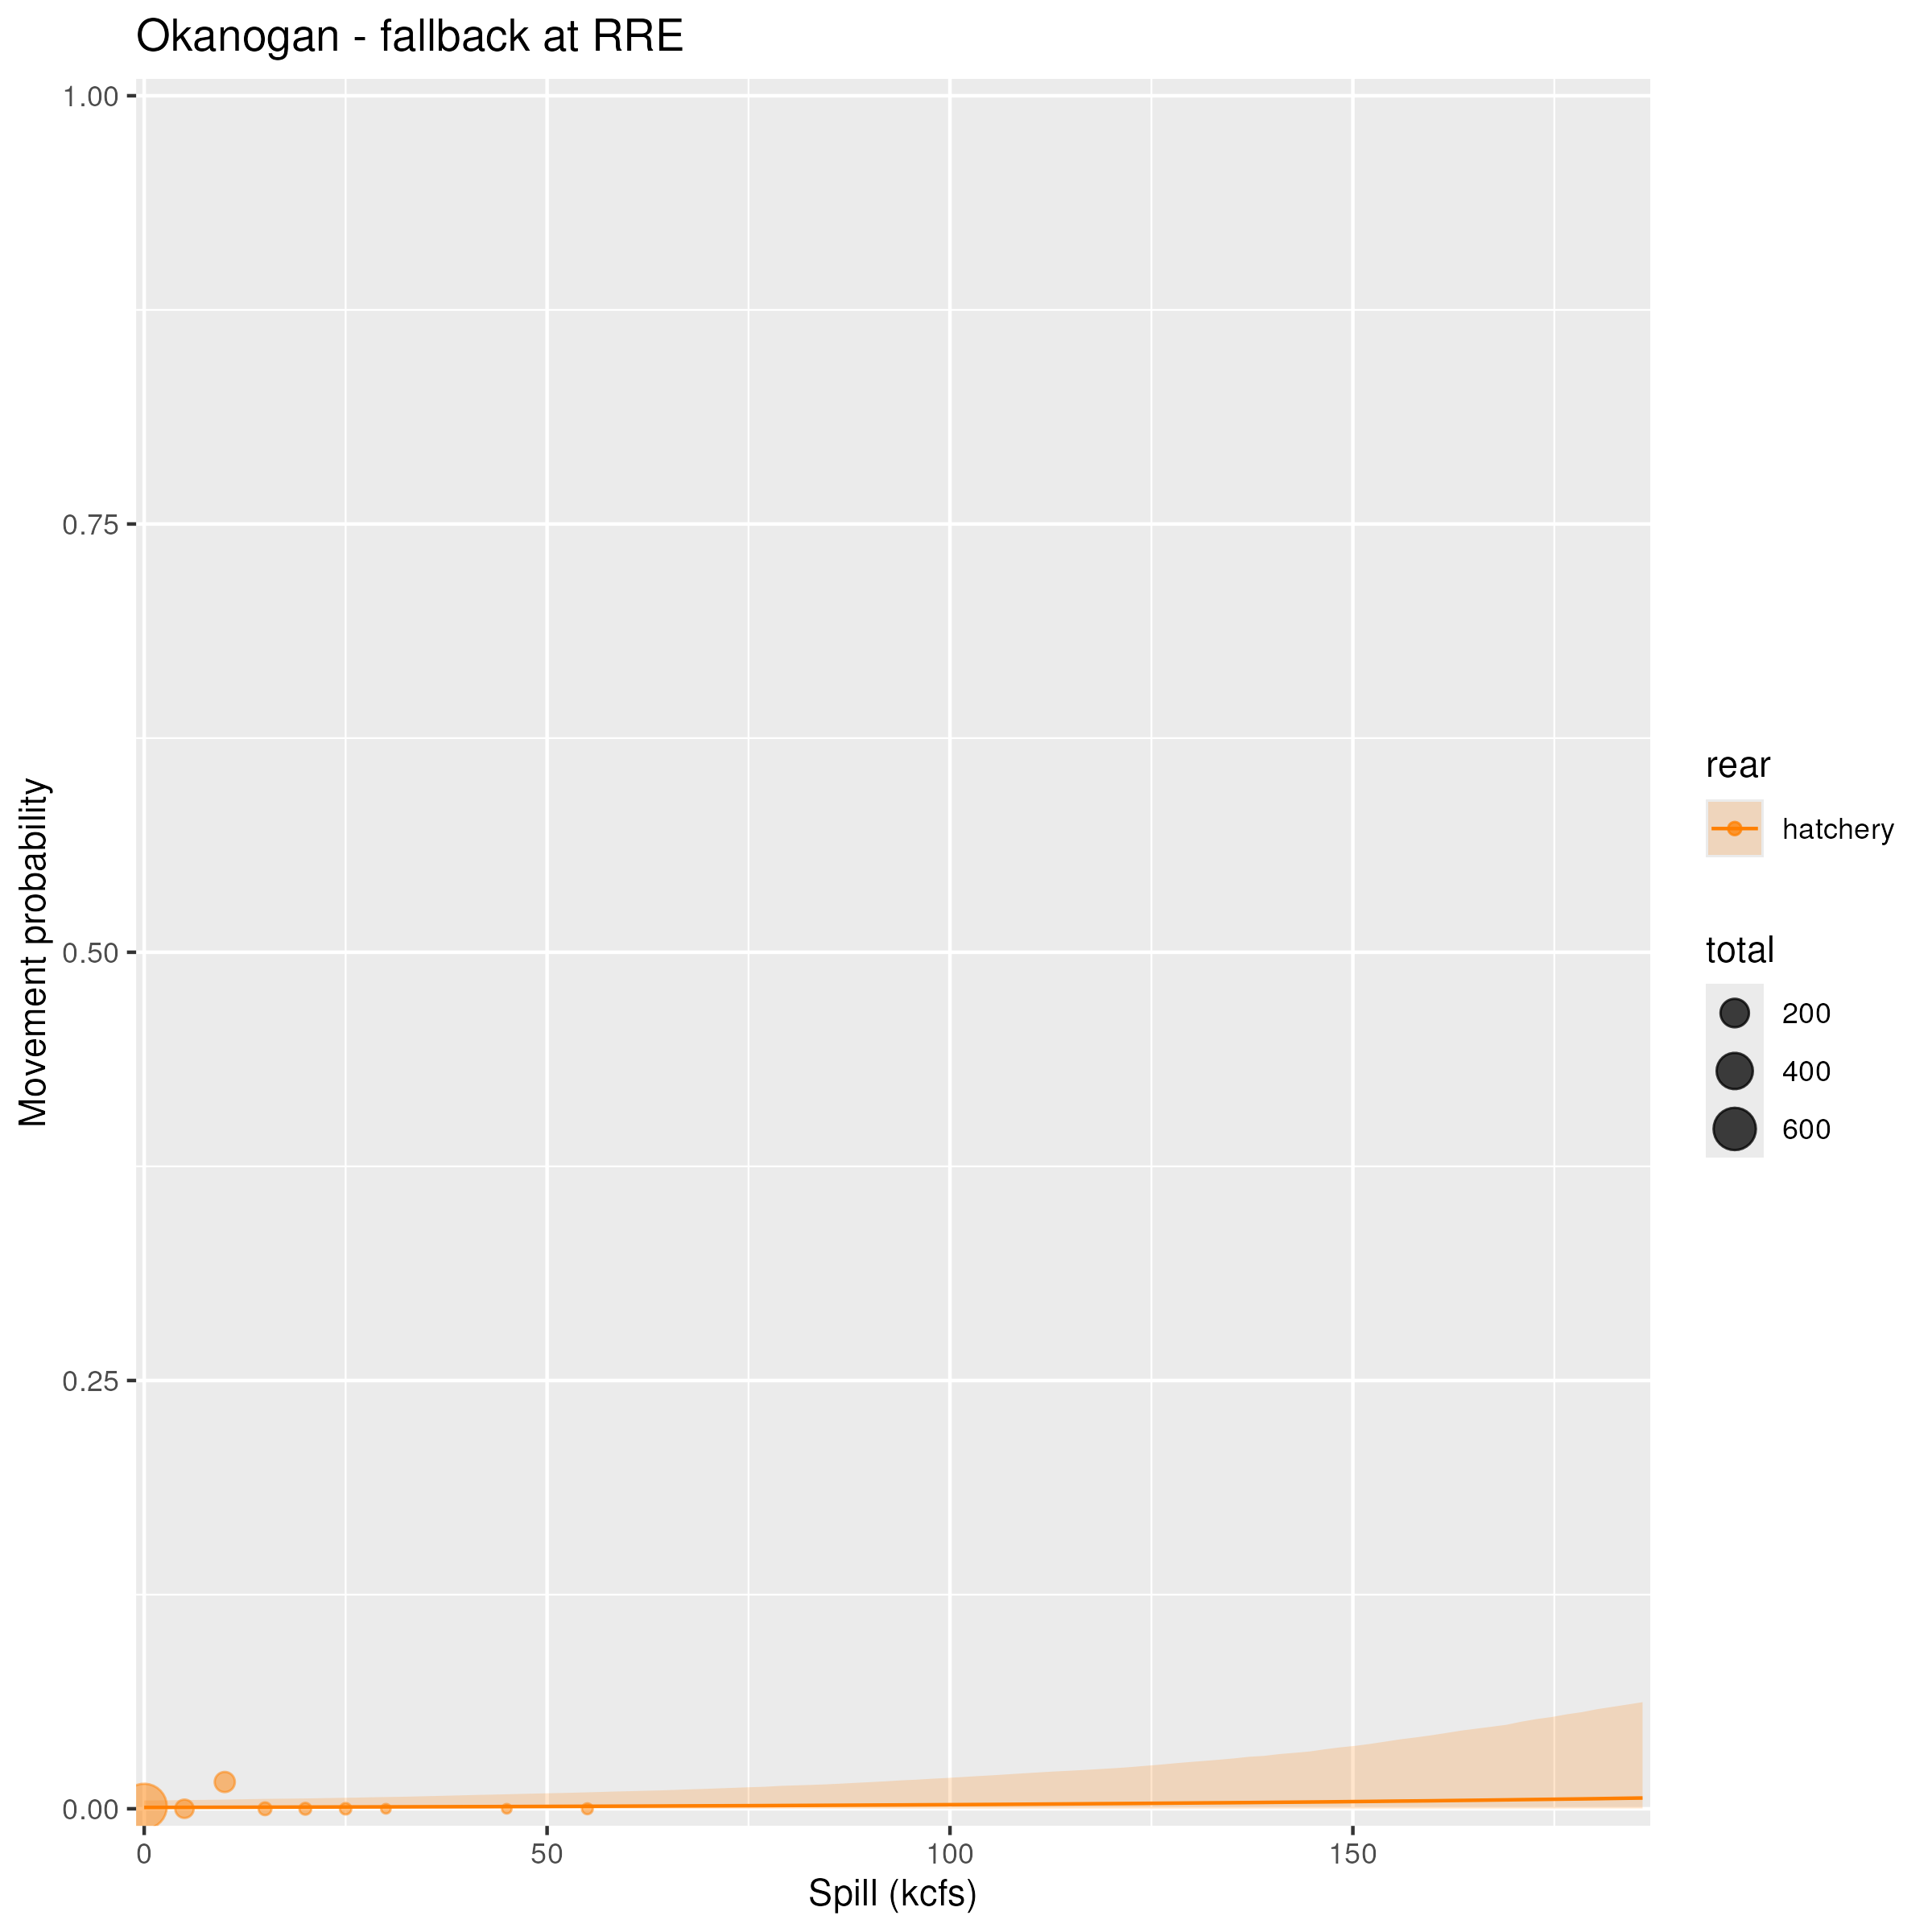 Okanogan - fallback at RRE
Movement probability
1.00
0.75
0.50
0.25
0.00
0
50
100
150
Spill (kcfs)
rear
hatchery
total
200
400
600